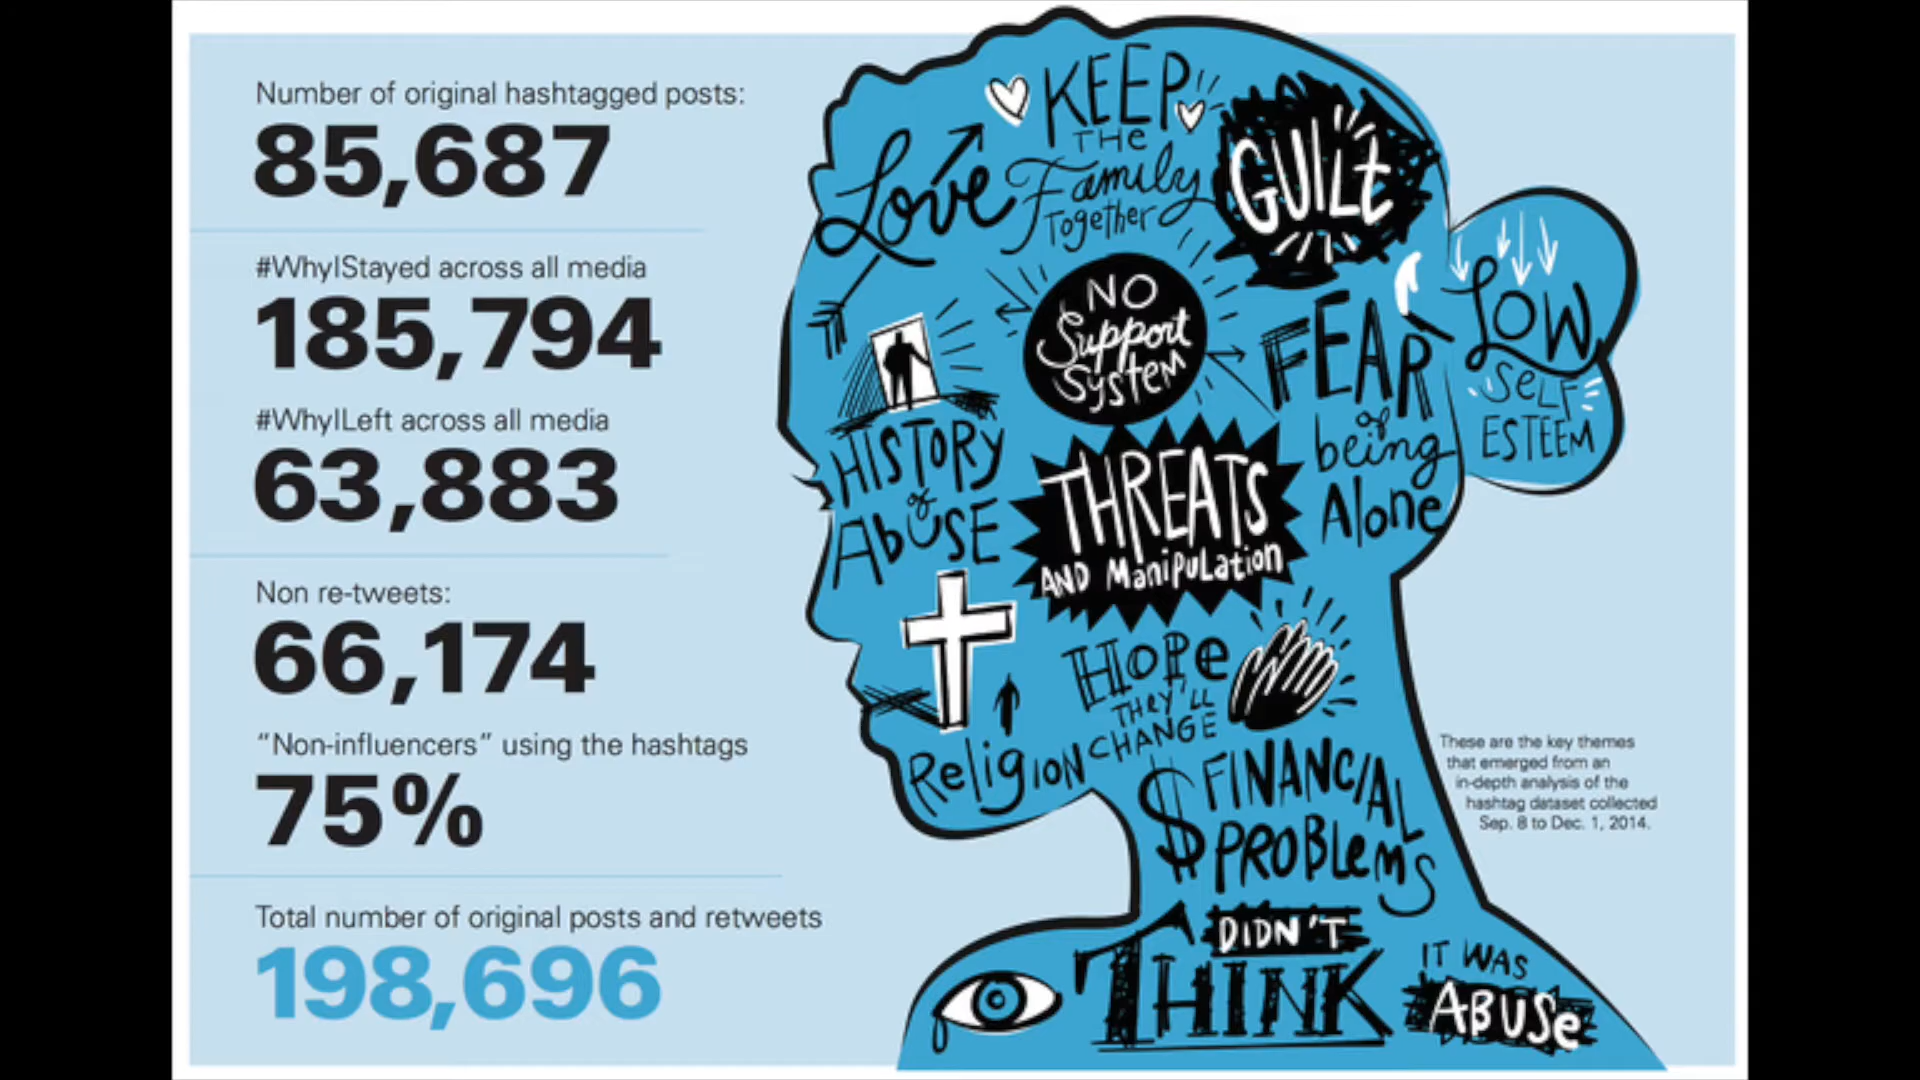 Number of original hashtagged posts:
85,687
#WhyIStayed across all media
185,794
#WhyILeft across all media
63,883
Non re-tweets:
66,174
“Non-influencers” using the hashtags
75%
Total number of original posts and retweets
198,696
Love
KEEP
THE
Family
Together
GUILt
NO
Support
System
FEAR
of
being
Alone
LOW
SELF
ESTEEM
HISTORY
of
AbUSE
THREATS
AND ManiPuLation
HOPE
THEY'LL
CHANGE
Religion
$ FINANCIAL
PROBLEMS
DIDN'T
THINK
IT WAS
ABUSe
These are the key themes
that emerged from an
in-depth analysis of the
hashtag dataset collected
Sep. 8 to Dec. 1, 2014.